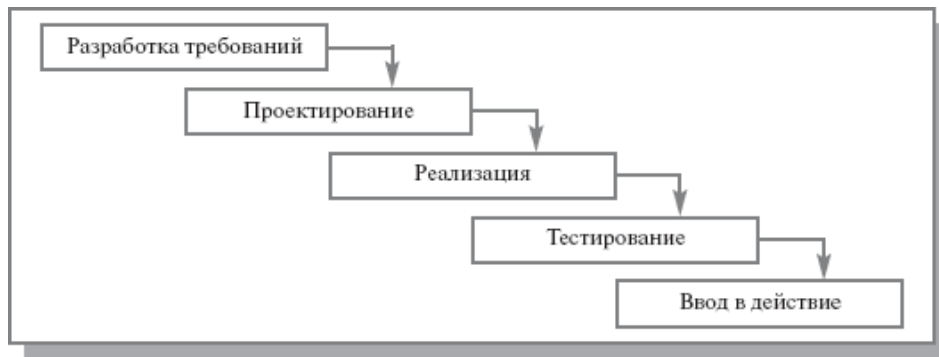 Разработка требований
Проектирование
Реализация
Тестирование
Ввод в действие